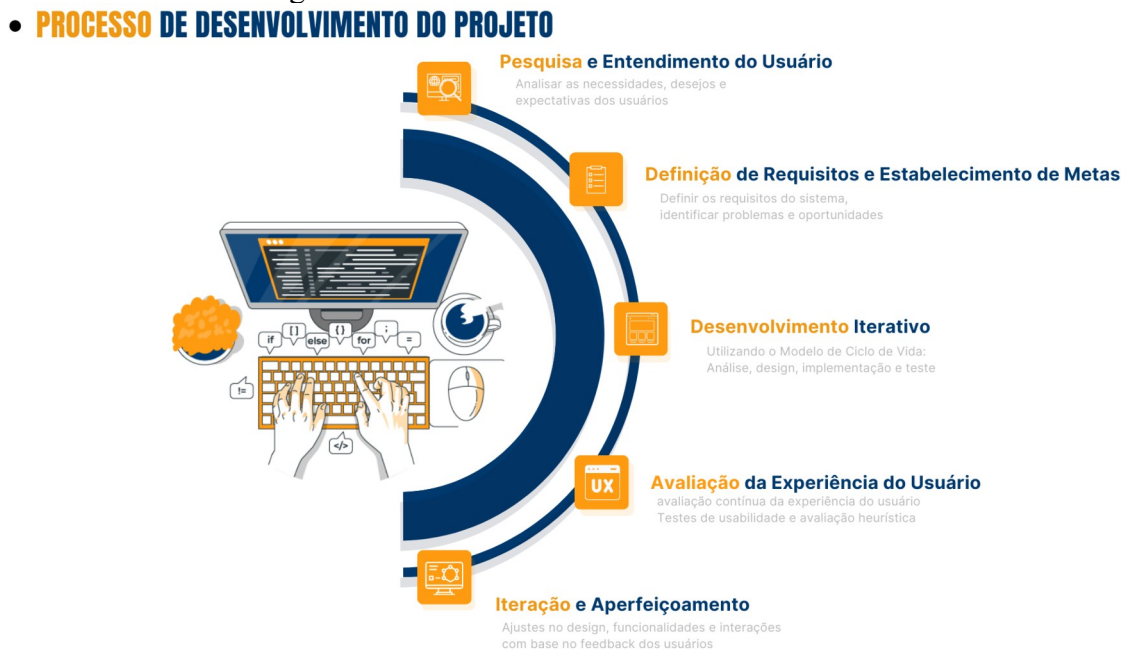 • PROCESSO DE DESENVOLVIMENTO DO PROJETO
Pesquisa e Entendimento do Usuário
Analisar as necessidades, desejos e
expectativas dos usuários
Definição de Requisitos e Estabelecimento de Metas
Definir os requisitos do sistema,
identificar problemas e oportunidades
if
[]
else
{}
for
;
=
!=
</>
Desenvolvimento Iterativo
Utilizando o Modelo de Ciclo de Vida:
Análise, design, implementação e teste
UX
Avaliação da Experiência do Usuário
avaliação contínua da experiência do usuário
Testes de usabilidade e avaliação heurística
Iteração e Aperfeiçoamento
Ajustes no design, funcionalidades e interações
com base no feedback dos usuários